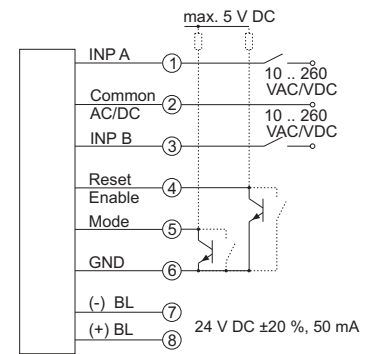 max. 5 V DC
INP A
1
10 .. 260
VAC/VDC
Common
AC/DC
2
10 .. 260
VAC/VDC
INP B
3
Reset
Enable
4
Mode
5
GND
6
(-) BL
7
(+) BL
8
24 V DC ±20 %, 50 mA